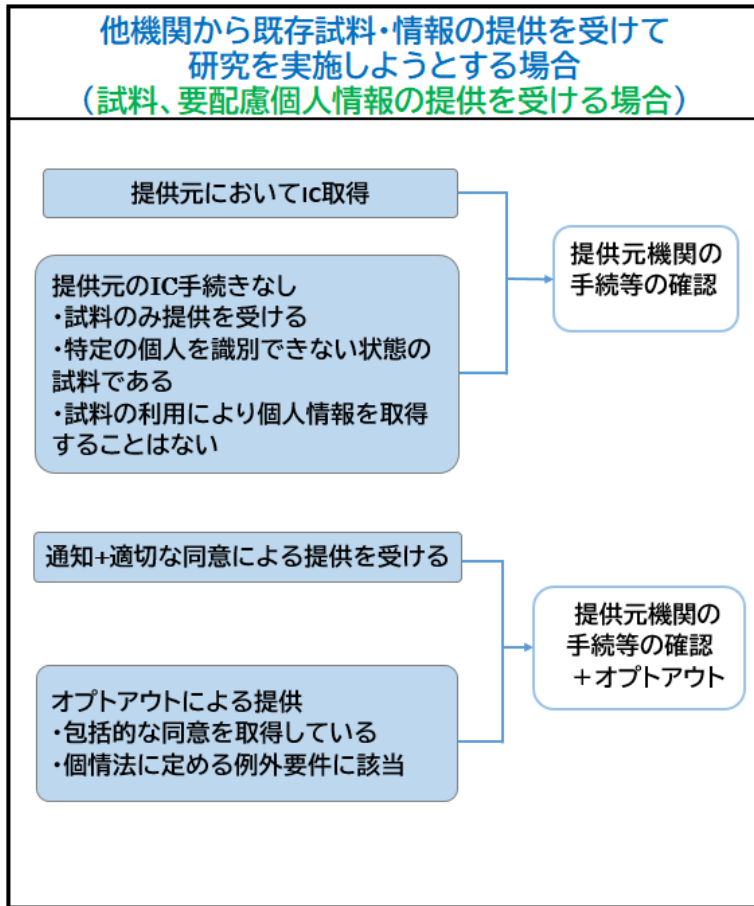 他機関から既存試料・情報の提供を受けて
研究を実施しようとする場合
（試料、要配慮個人情報の提供を受ける場合）
提供元においてIC取得
提供元のIC手続きなし
・試料のみ提供を受ける
・特定の個人を識別できない状態の
試料である
・試料の利用により個人情報を取得
することはない
提供元機関の
手続等の確認
通知+適切な同意による提供を受ける
オプトアウトによる提供
・包括的な同意を取得している
・個情法に定める例外要件に該当
提供元機関の
手続等の確認
＋オプトアウト